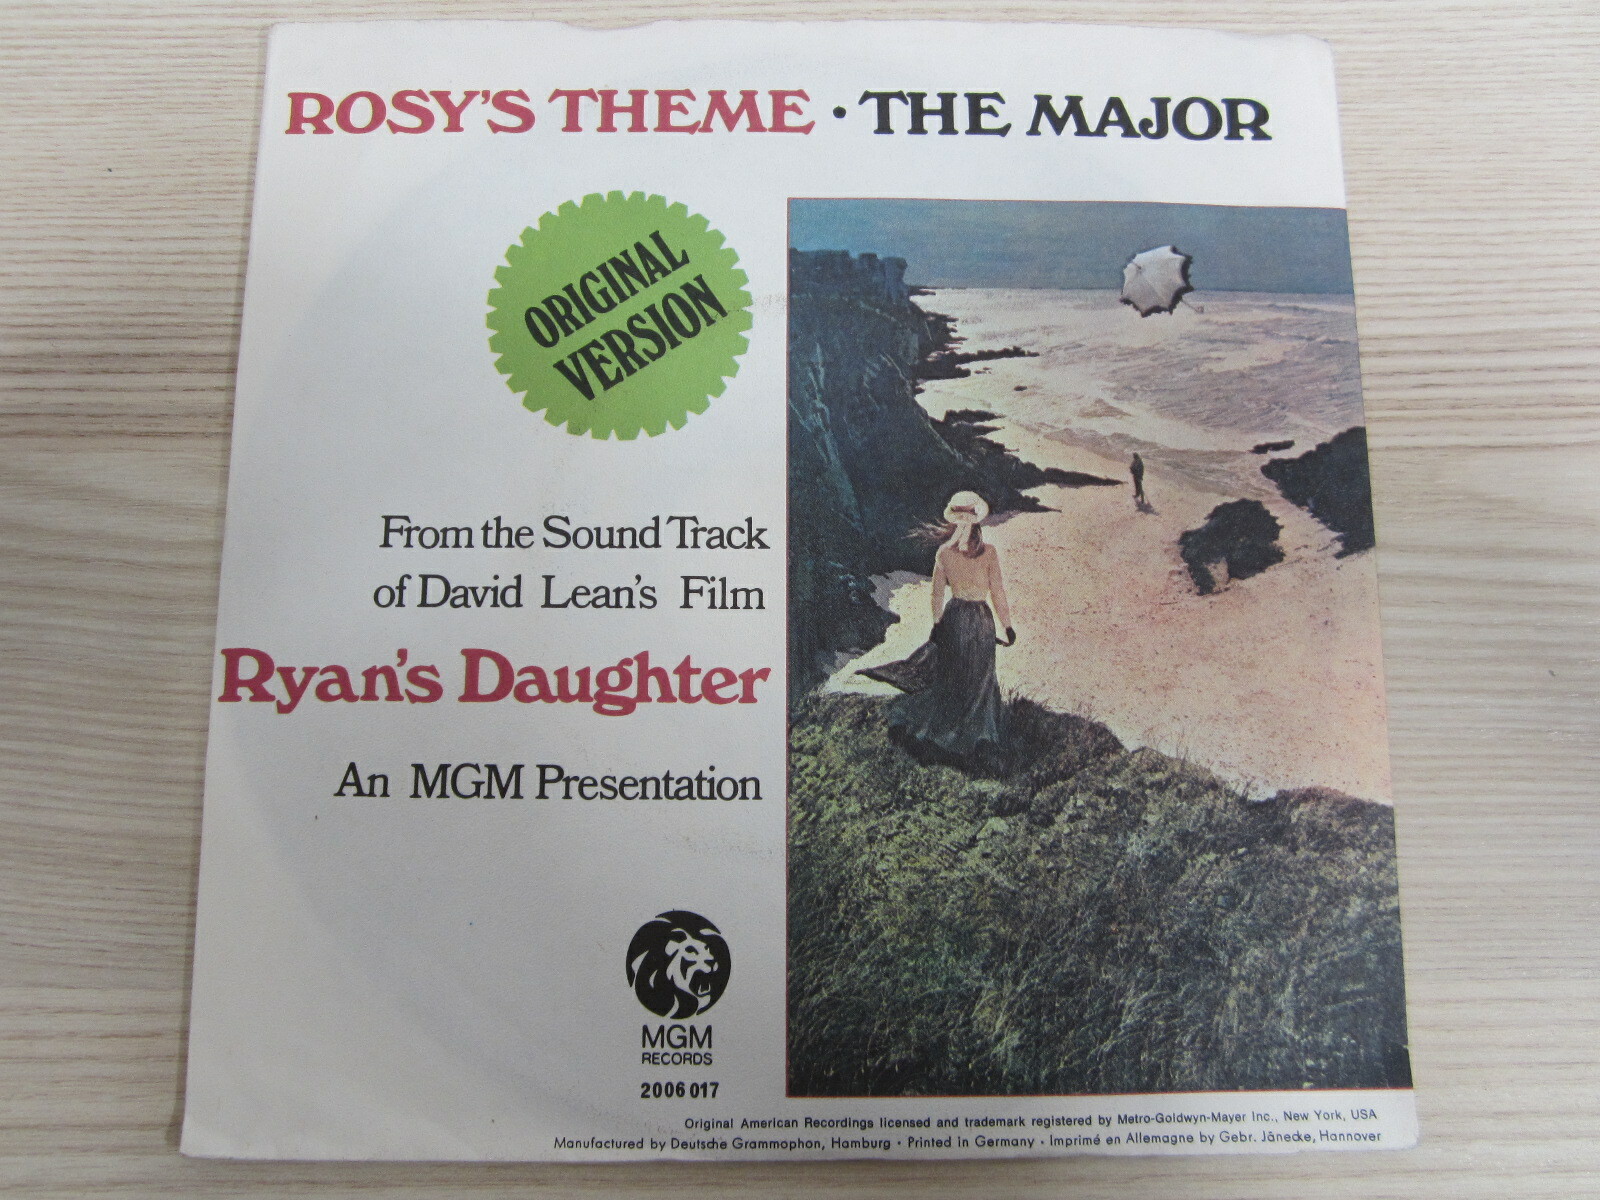 ROSY'S THEME · THE MAJOR
ORIGINAL
VERSION
From the Sound Track
of David Lean's Film
Ryan's Daughter
An MGM Presentation
MGM
RECORDS
2006 017
Original American Recordings licensed and trademark registered by Metro-Goldwyn-Mayer Inc., New York, USA
Manufactured by Deutsche Grammophon, Hamburg · Printed in Germany · Imprimé en Allemagne by Gebr. Jänecke, Hannover